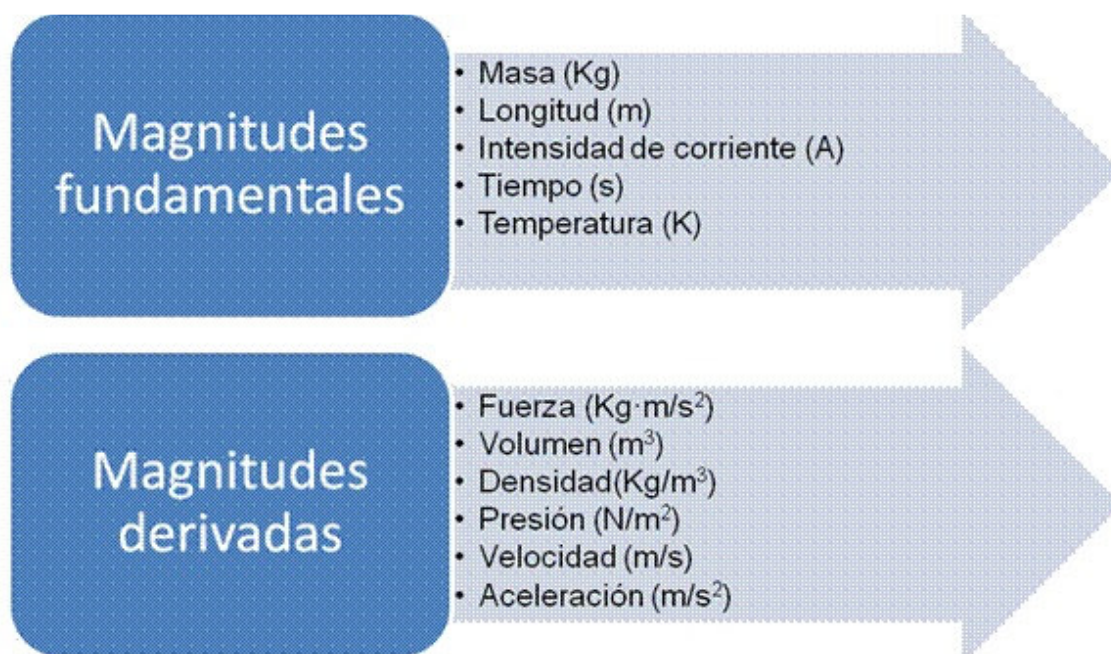 Magnitudes
fundamentales
• Masa (Kg)
• Longitud (m)
• Intensidad de corriente (A)
• Tiempo (s)
• Temperatura (K)
Magnitudes
derivadas
• Fuerza (Kg·m/s²)
• Volumen (m³)
• Densidad(Kg/m³)
• Presión (N/m²)
• Velocidad (m/s)
• Aceleración (m/s²)